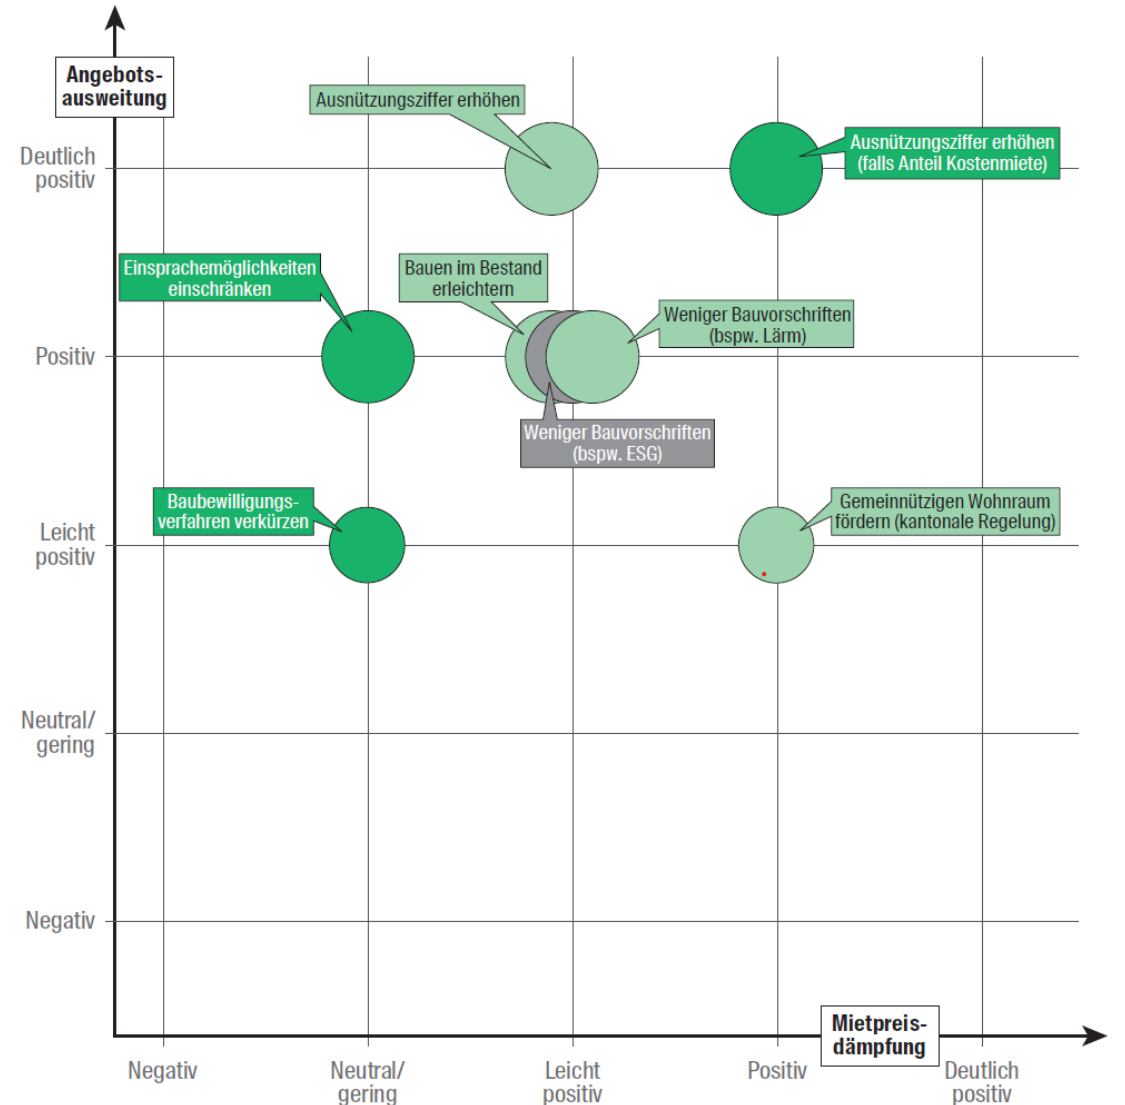 Angebots-
ausweitung
Ausnützungsziffer erhöhen
Ausnützungsziffer erhöhen
(falls Anteil Kostenmiete)
Deutlich
positiv
Einsprachemöglichkeiten
einschränken
Bauen im Bestand
erleichtern
Weniger Bauvorschriften
(bspw. Lärm)
Positiv
Weniger Bauvorschriften
(bspw. ESG)
Baubewilligungs-
verfahren verkürzen
Gemeinnützigen Wohnraum
fördern (kantonale Regelung)
Leicht
positiv
Neutral/
gering
Negativ
Mietpreis-
dämpfung
Negativ
Neutral/
gering
Leicht
positiv
Positiv
Deutlich
positiv